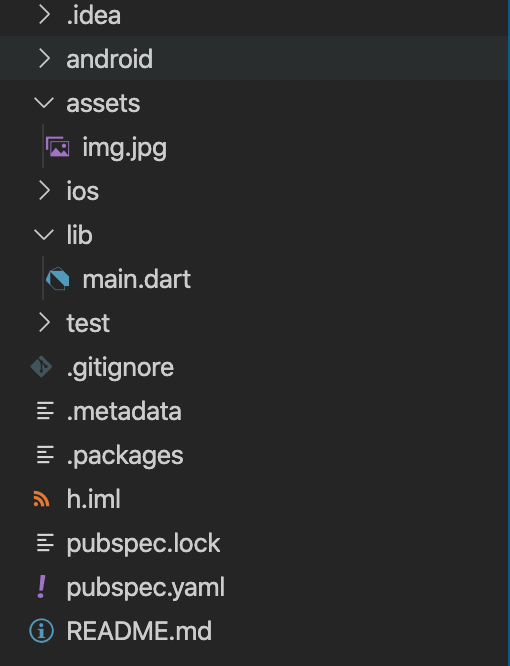 .idea
android
assets
img.jpg
ios
lib
main.dart
test
.gitignore
.metadata
.packages
h.iml
pubspec.lock
pubspec.yaml
README.md